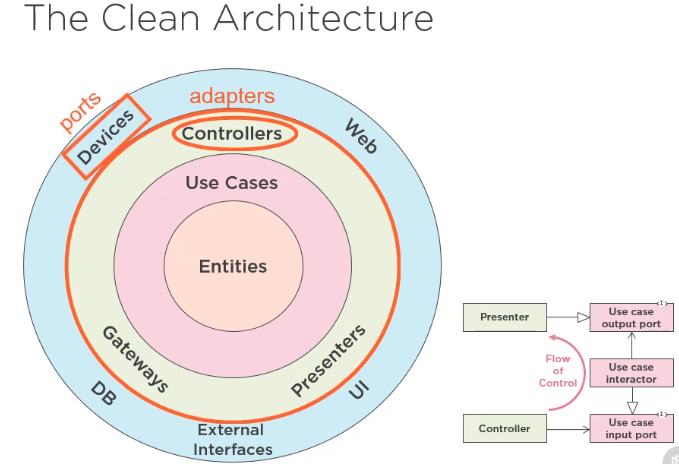 The Clean Architecture
ports
adapters
Devices
Controllers
Web
Use Cases
Entities
Gateways
Presenters
DB
UI
External
Interfaces
Presenter
Use case
output port
Flow
of
Control
Use case
interactor
Controller
Use case
input port